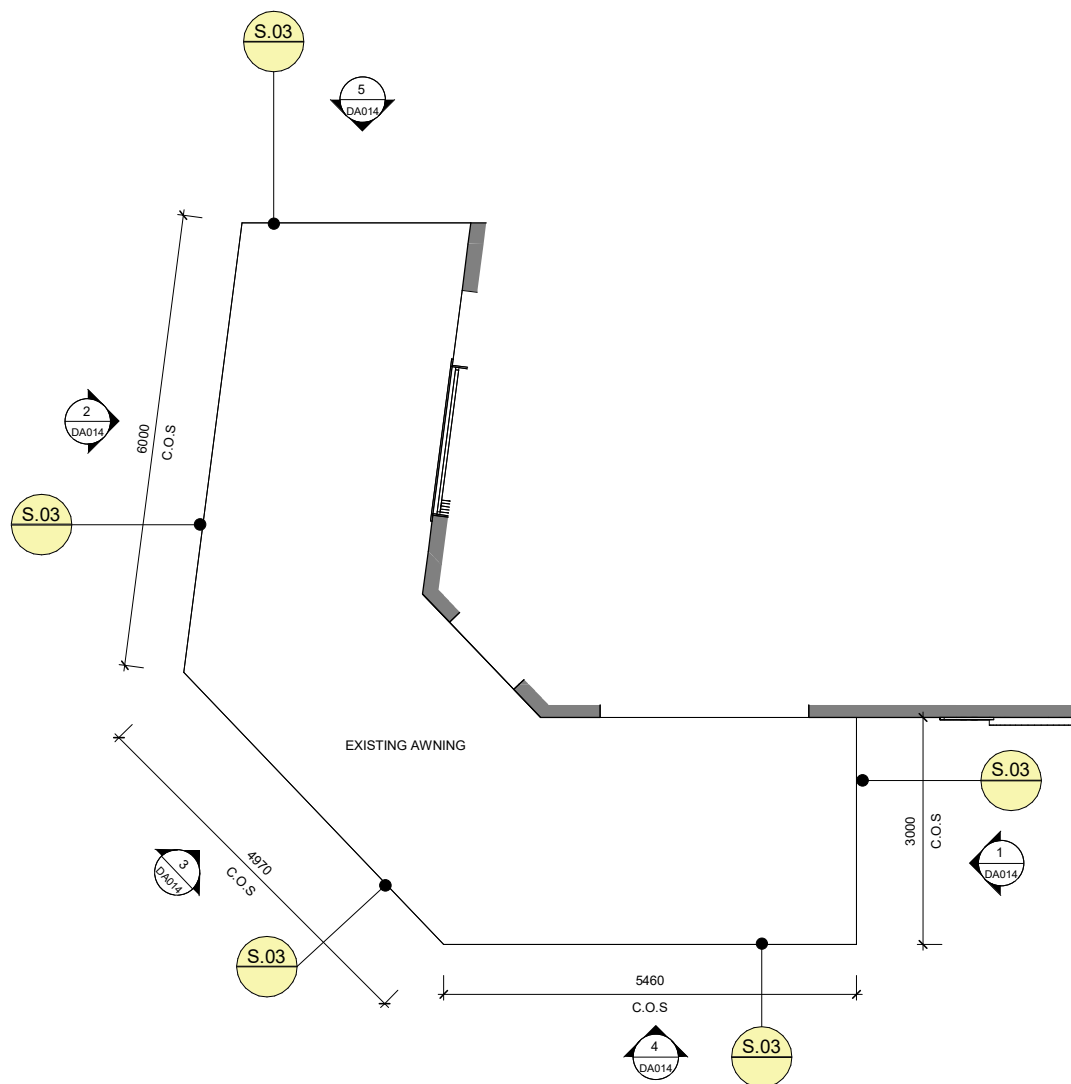 S.03
5
DA014
2
DA014
6000
C.O.S
S.03
EXISTING AWNING
S.03
3000
C.O.S
1
DA014
3
DA014
4970
C.O.S
S.03
5460
C.O.S
4
DA014
S.03